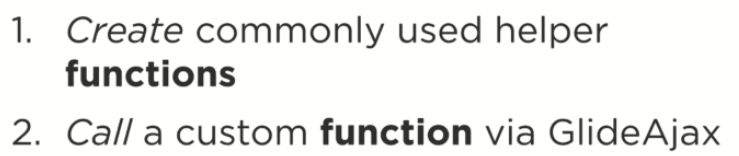 1. Create commonly used helper
functions
2. Call a custom function via GlideAjax